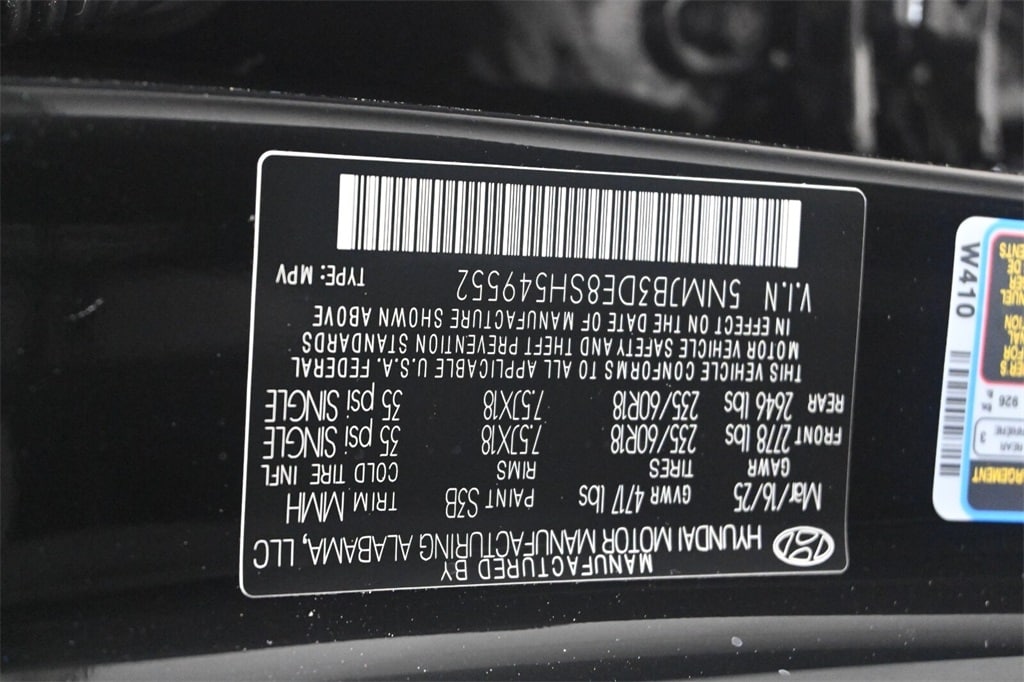 MANUFACTURED BY
HYUNDAI MOTOR MANUFACTURING ALABAMA, LLC
Mar/16/25 GVWR 4717 lbs PAINT S3B TRIM MMH
GAWR TIRES RIMS COLD TIRE INFL
FRONT 2778 lbs 235/60R18 7.5JX18 35 psi SINGLE
REAR 2646 lbs 235/60R18 7.5JX18 35 psi SINGLE
THIS VEHICLE CONFORMS TO ALL APPLICABLE U.S.A. FEDERAL
MOTOR VEHICLE SAFETY AND THEFT PREVENTION STANDARDS
IN EFFECT ON THE DATE OF MANUFACTURE SHOWN ABOVE
V.I.N 5NMJB3DE8SH549552 TYPE: MPV
W410
926
REAR
3